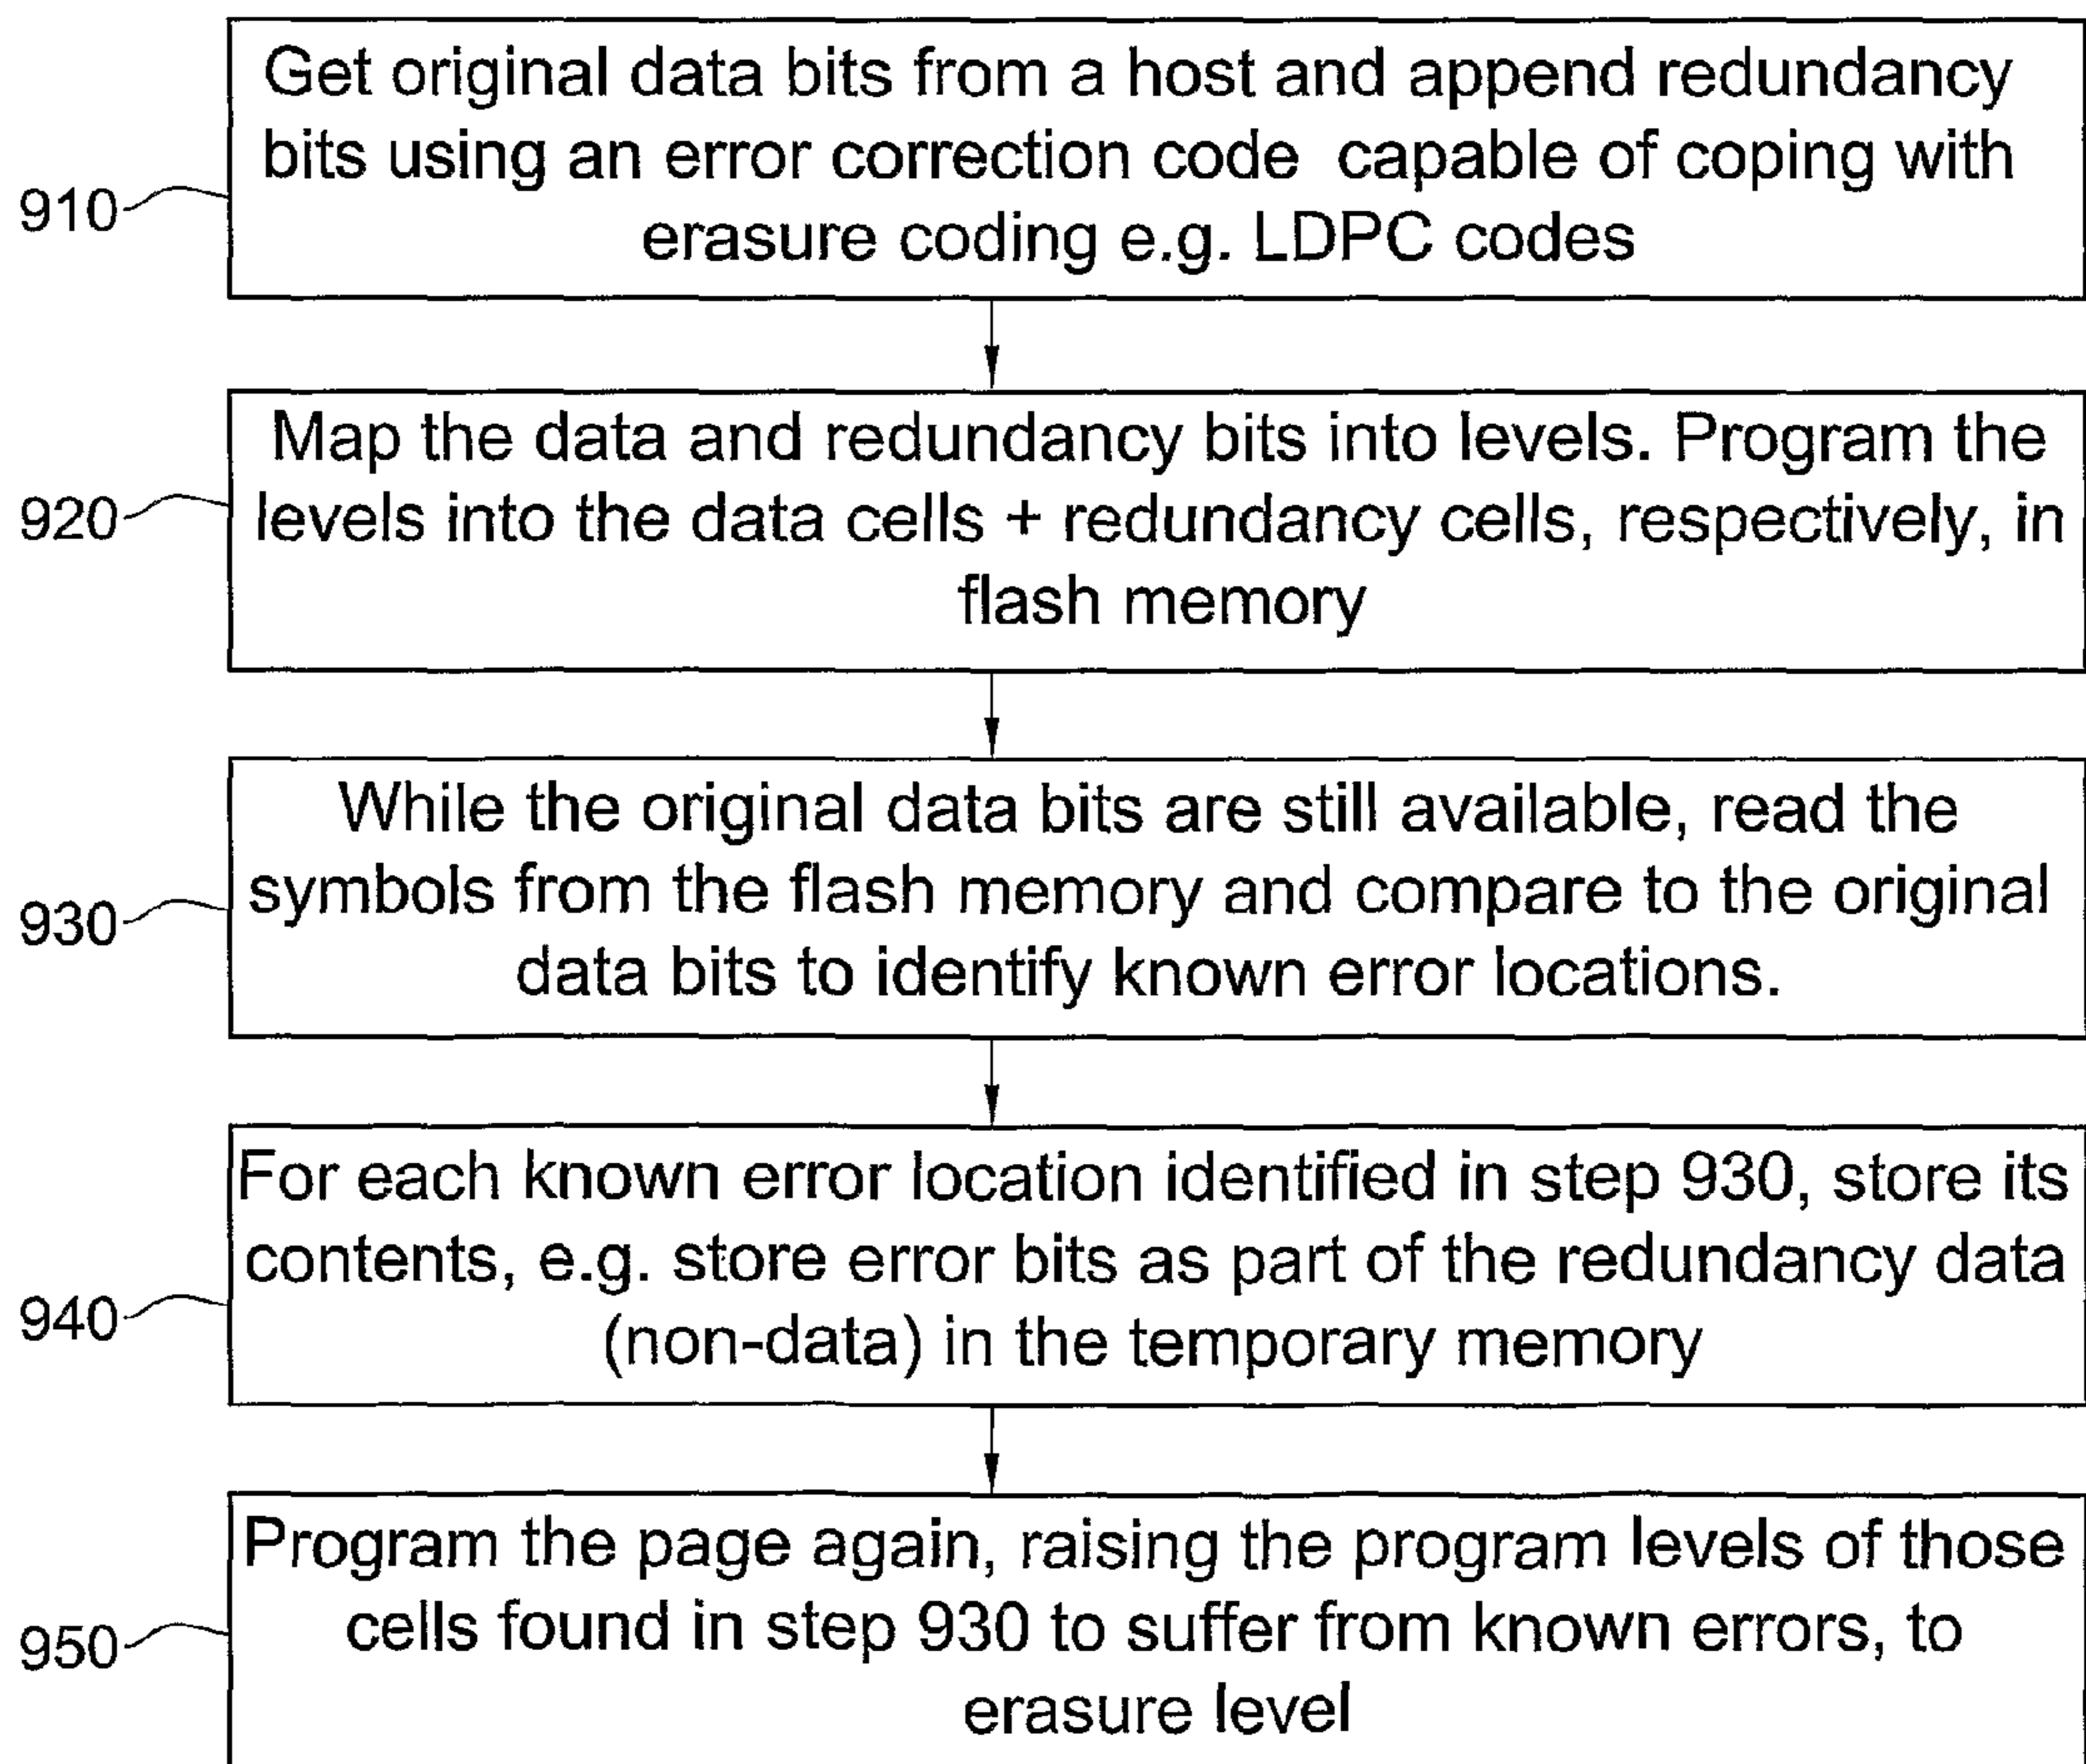 Get original data bits from a host and append redundancy
bits using an error correction code capable of coping with
erasure coding e.g. LDPC codes
910
Map the data and redundancy bits into levels. Program the
levels into the data cells + redundancy cells, respectively, in
flash memory
920
While the original data bits are still available, read the
symbols from the flash memory and compare to the original
data bits to identify known error locations.
930
For each known error location identified in step 930, store its
contents, e.g. store error bits as part of the redundancy data
(non-data) in the temporary memory
940
Program the page again, raising the program levels of those
cells found in step 930 to suffer from known errors, to
erasure level
950